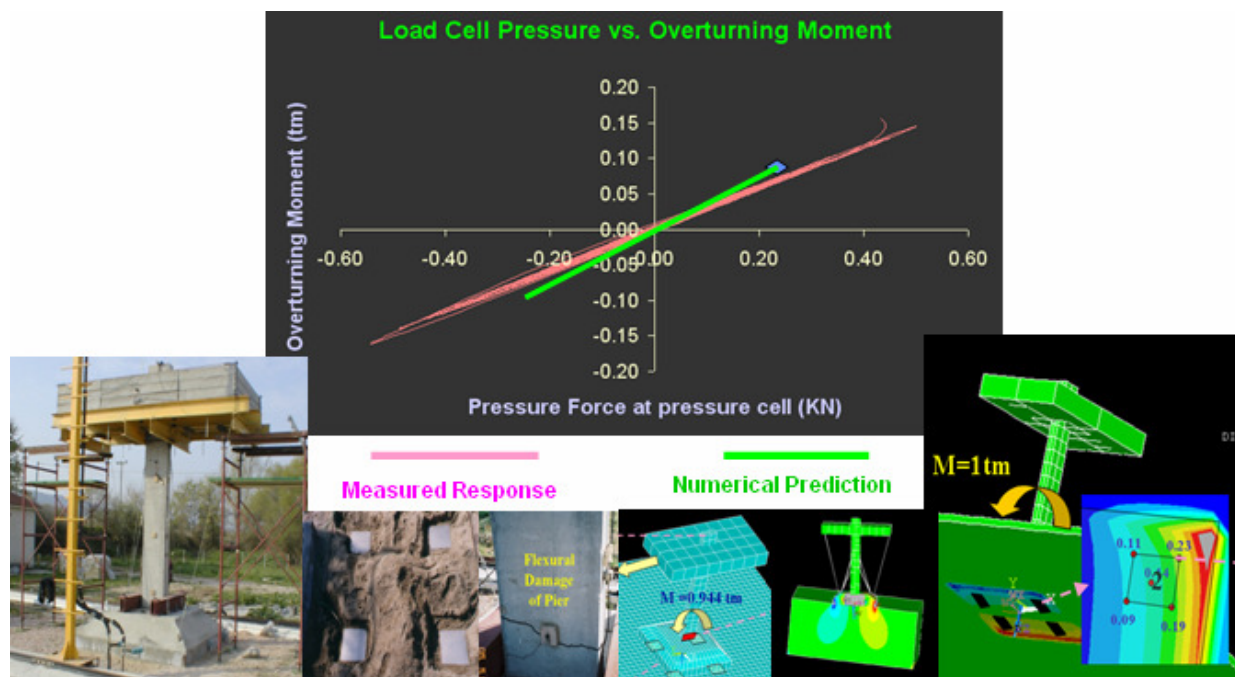 Load Cell Pressure vs. Overturning Moment
Overturning Moment (tm)
0.20
0.15
0.10
0.05
0.00
-0.05
-0.10
-0.15
-0.20
-0.60
-0.40
-0.20
-0.00
0.20
0.40
0.60
Pressure Force at pressure cell (KN)
Measured Response
Numerical Prediction
Flexural
Damage
of Pier
M =0.944 tm
M=1tm
DI
Y
X
0.11
0.23
2
0.09
0.19